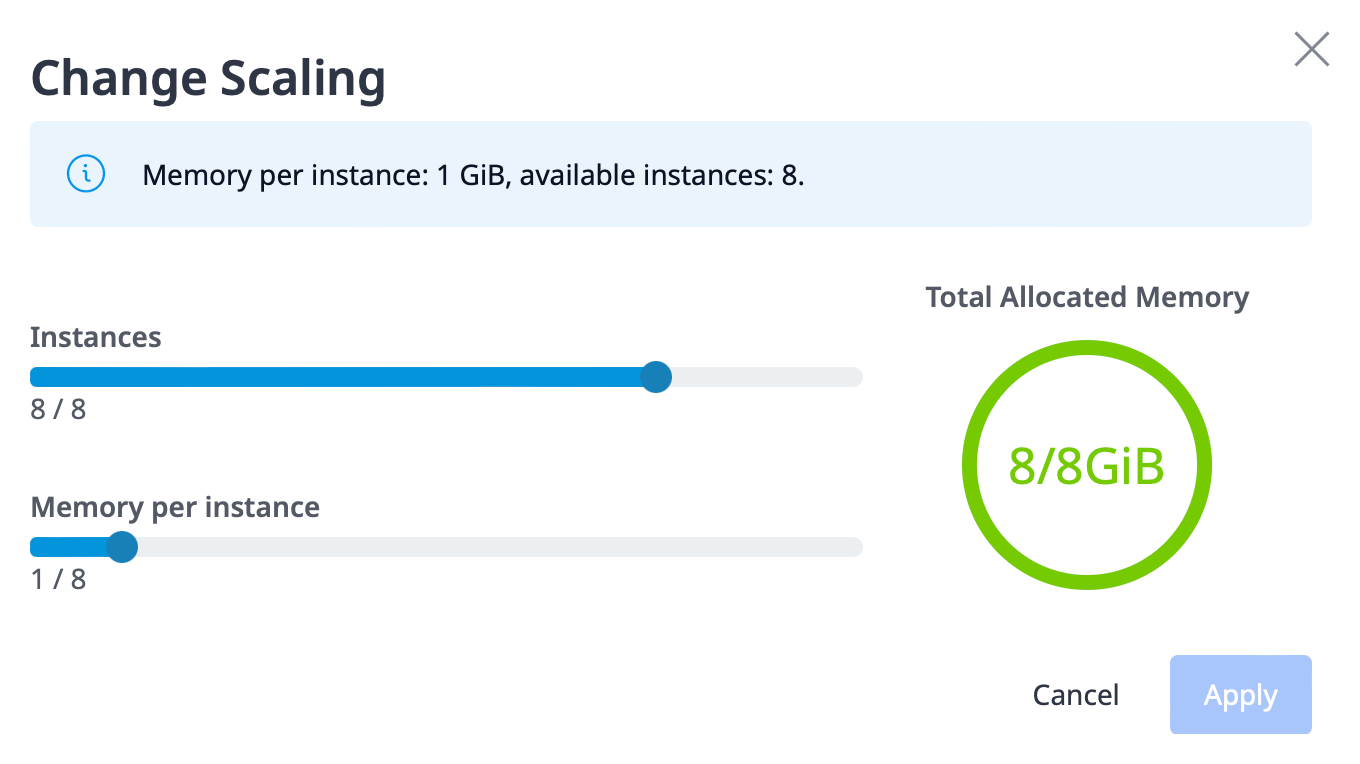 Change Scaling
Memory per instance: 1 GiB, available instances: 8.
Total Allocated Memory
Instances
8 / 8
8/8GiB
Memory per instance
1 / 8
Cancel
Apply